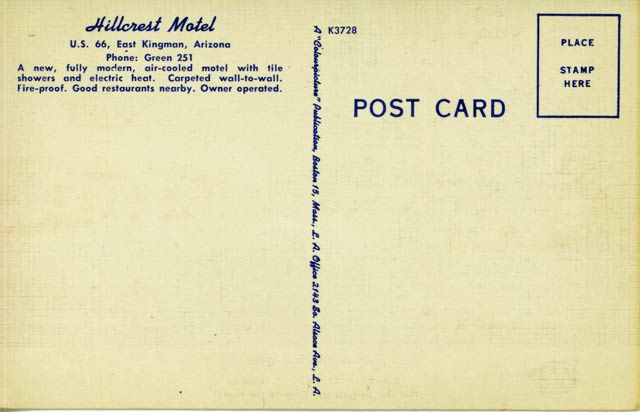 Hillcrest Motel
U.S. 66, East Kingman, Arizona
Phone: Green 251
A new, fully modern, air-cooled motel with tile
showers and electric heat. Carpeted wall-to-wall.
Fire-proof. Good restaurants nearby. Owner operated.
A "Colourpicture" Publication, Boston 15, Mass., L. A. Office 2143 So. Alsace Ave., L. A.
K3728
POST CARD
PLACE
STAMP
HERE